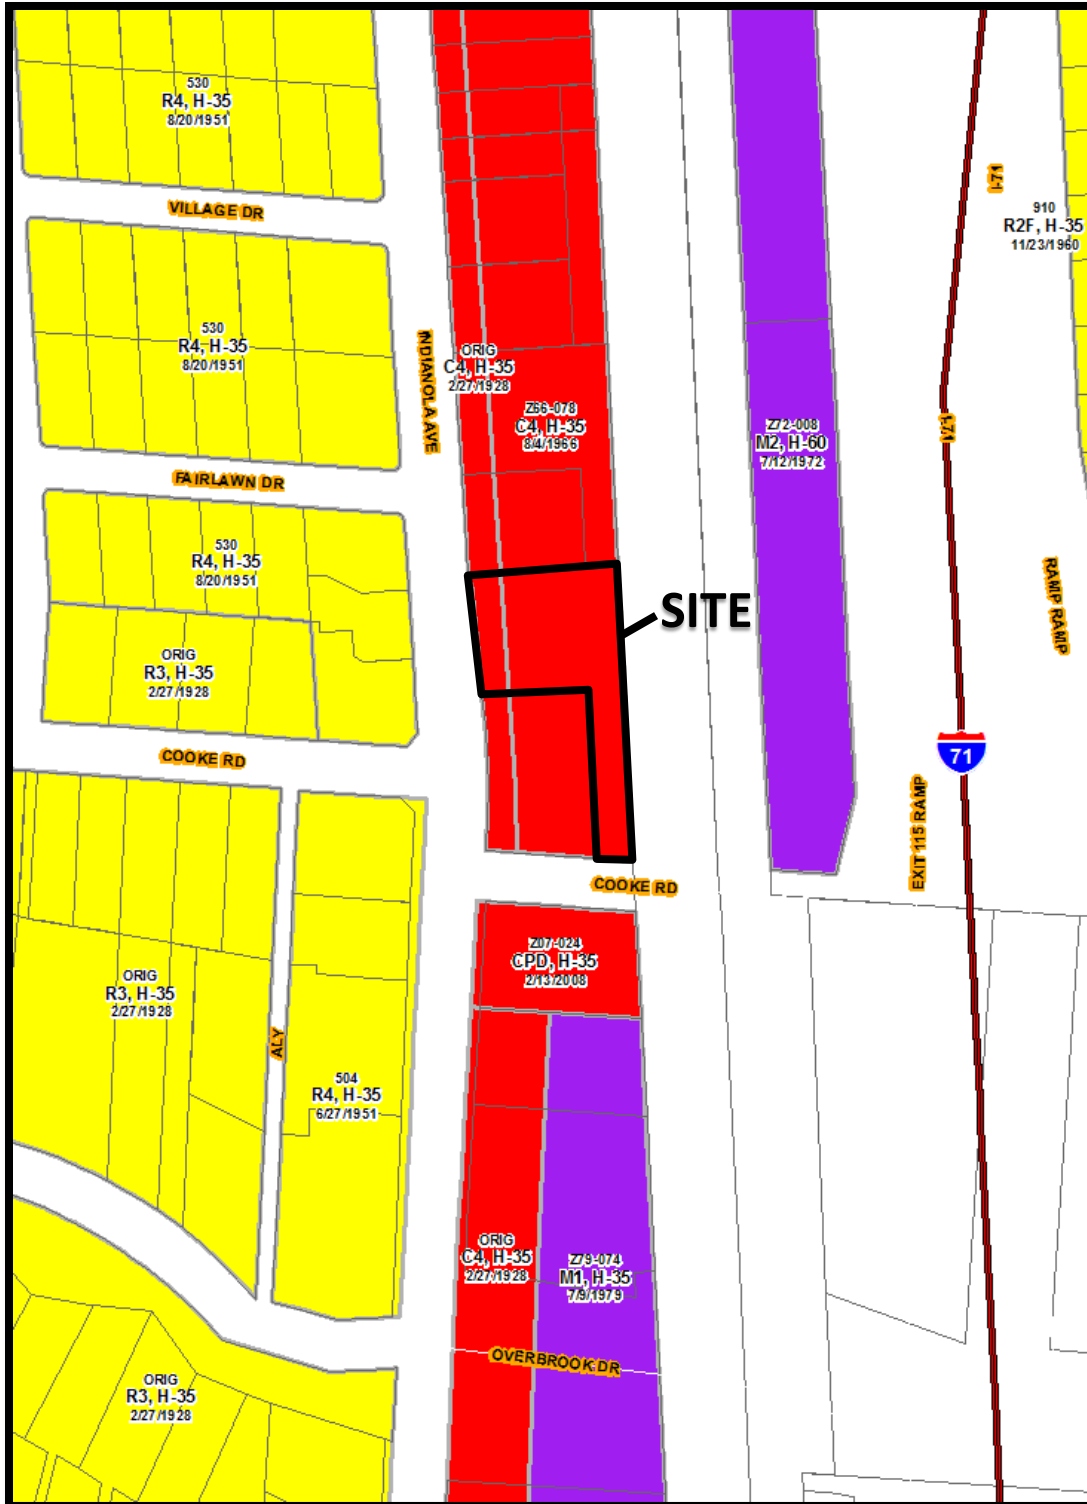 530
R4, H-35
8/20/1951
VILLAGE DR
I-71
910
R2F, H-35
11/23/1960
530
R4, H-35
8/20/1951
INDIANOLA AVE
ORIG
C4, H-35
2/27/1928
Z66-078
C4, H-35
8/4/1966
Z72-008
M2, H-60
7/12/1972
I-71
FAIRLAWN DR
530
R4, H-35
8/20/1951
SITE
RAMP RAMP
ORIG
R3, H-35
2/27/1928
COOKE RD
71
EXIT 115 RAMP
COOKE RD
Z07-024
CPD, H-35
2/13/2008
ORIG
R3, H-35
2/27/1928
ALY
504
R4, H-35
6/27/1951
ORIG
C4, H-35
2/27/1928
Z79-074
M1, H-35
7/9/1979
OVERBROOK DR
ORIG
R3, H-35
2/27/1928